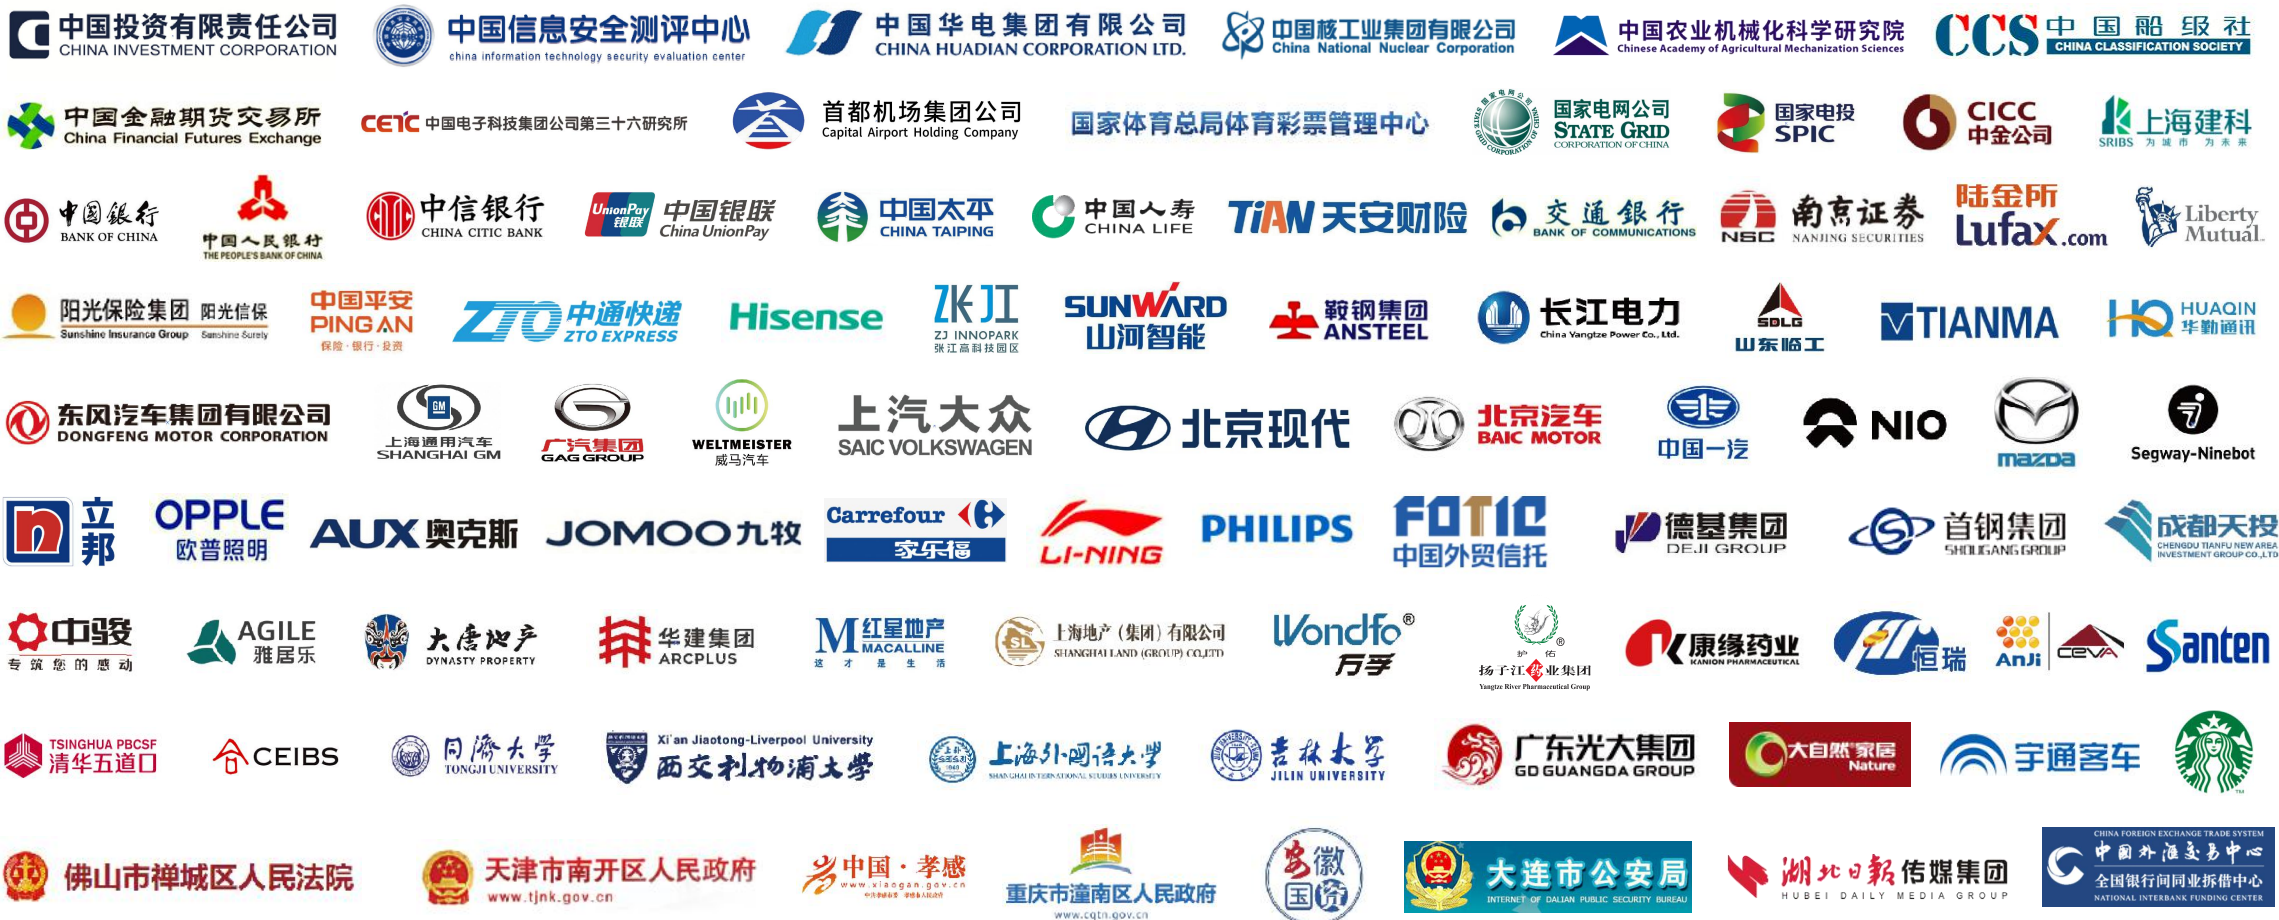 中国投资有限责任公司
CHINA INVESTMENT CORPORATION
中国信息安全测评中心
china information technology security evaluation center
中国华电集团有限公司
CHINA HUADIAN CORPORATION LTD.
中国核工业集团有限公司
China National Nuclear Corporation
中国农业机械化科学研究院
Chinese Academy of Agricultural Mechanization Sciences
CCS
中国船级社
CHINA CLASSIFICATION SOCIETY
中国金融期货交易所
China Financial Futures Exchange
CETC 中国电子科技集团公司第三十六研究所
首都机场集团公司
Capital Airport Holding Company
国家体育总局体育彩票管理中心
国家电网公司
STATE GRID
CORPORATION OF CHINA
国家电投
SPIC
CICC
中金公司
上海建科
SRIBS 为城市 为未来
中国银行
BANK OF CHINA
中国人民银行
THE PEOPLE'S BANK OF CHINA
中信银行
CHINA CITIC BANK
UnionPay
银联
中国银联
China UnionPay
中国太平
CHINA TAIPING
中国人寿
CHINA LIFE
TiAN 天安财险
交通银行
BANK OF COMMUNICATIONS
NSC
南京证券
NANJING SECURITIES
陆金所
Lufax.com
Liberty
Mutual
阳光保险集团 阳光信保
Sunshine Insurance Group Sunshine Surety
中国平安
PING AN
保险·银行·投资
ZTO 中通快递
ZTO EXPRESS
Hisense
ZJ INNOPARK
张江高科技园区
SUNWARD
山河智能
鞍钢集团
ANSTEEL
长江电力
China Yangtze Power Co., Ltd.
SDLG
山东临工
TIANMA
HQ
HUAQIN
华勤通讯
东风汽车集团有限公司
DONGFENG MOTOR CORPORATION
GM
上海通用汽车
SHANGHAI GM
广汽集团
GAG GROUP
WELTMEISTER
威马汽车
上汽大众
SAIC VOLKSWAGEN
北京现代
北京汽车
BAIC MOTOR
中国一汽
NIO
mazda
Segway-Ninebot
n
立邦
OPPLE
欧普照明
AUX 奥克斯
JOMOO 九牧
Carrefour
家乐福
LI-NING
PHILIPS
FOTIC
中国外贸信托
德基集团
DEJI GROUP
首钢集团
SHOUGANG GROUP
成都天投
CHENGDU TIANFU NEW AREA
INVESTMENT GROUP CO.,LTD
中骏
专筑您的感动
AGILE
雅居乐
大唐地产
DYNASTY PROPERTY
华建集团
ARCPLUS
M
红星地产
MACALLINE
这才是生活
SL
上海地产（集团）有限公司
SHANGHAI LAND (GROUP) CO.,LTD
Wondfo®
万孚
护佑
扬子江药业集团
Yangtze River Pharmaceutical Group
康缘药业
KANION PHARMACEUTICAL
恒瑞
AnJi
CEVA
Santen
TSINGHUA PBCSF
清华五道口
CEIBS
同济大学
TONGJI UNIVERSITY
Xi'an Jiaotong-Liverpool University
西交利物浦大学
上海外国语大学
SHANGHAI INTERNATIONAL STUDIES UNIVERSITY
吉林大学
JILIN UNIVERSITY
广东光大集团
GD GUANGDA GROUP
大自然家居
Nature
宇通客车
佛山市禅城区人民法院
天津市南开区人民政府
www.tjnk.gov.cn
中国·孝感
www.xiaogan.gov.cn
重庆市潼南区人民政府
www.cqtn.gov.cn
安徽
国资
大连市公安局
INTERNET OF DALIAN PUBLIC SECURITY BUREAU
湖北日报传媒集团
HUBEI DAILY MEDIA GROUP
CHINA FOREIGN EXCHANGE TRADE SYSTEM
中国外汇交易中心
全国银行间同业拆借中心
NATIONAL INTERBANK FUNDING CENTER